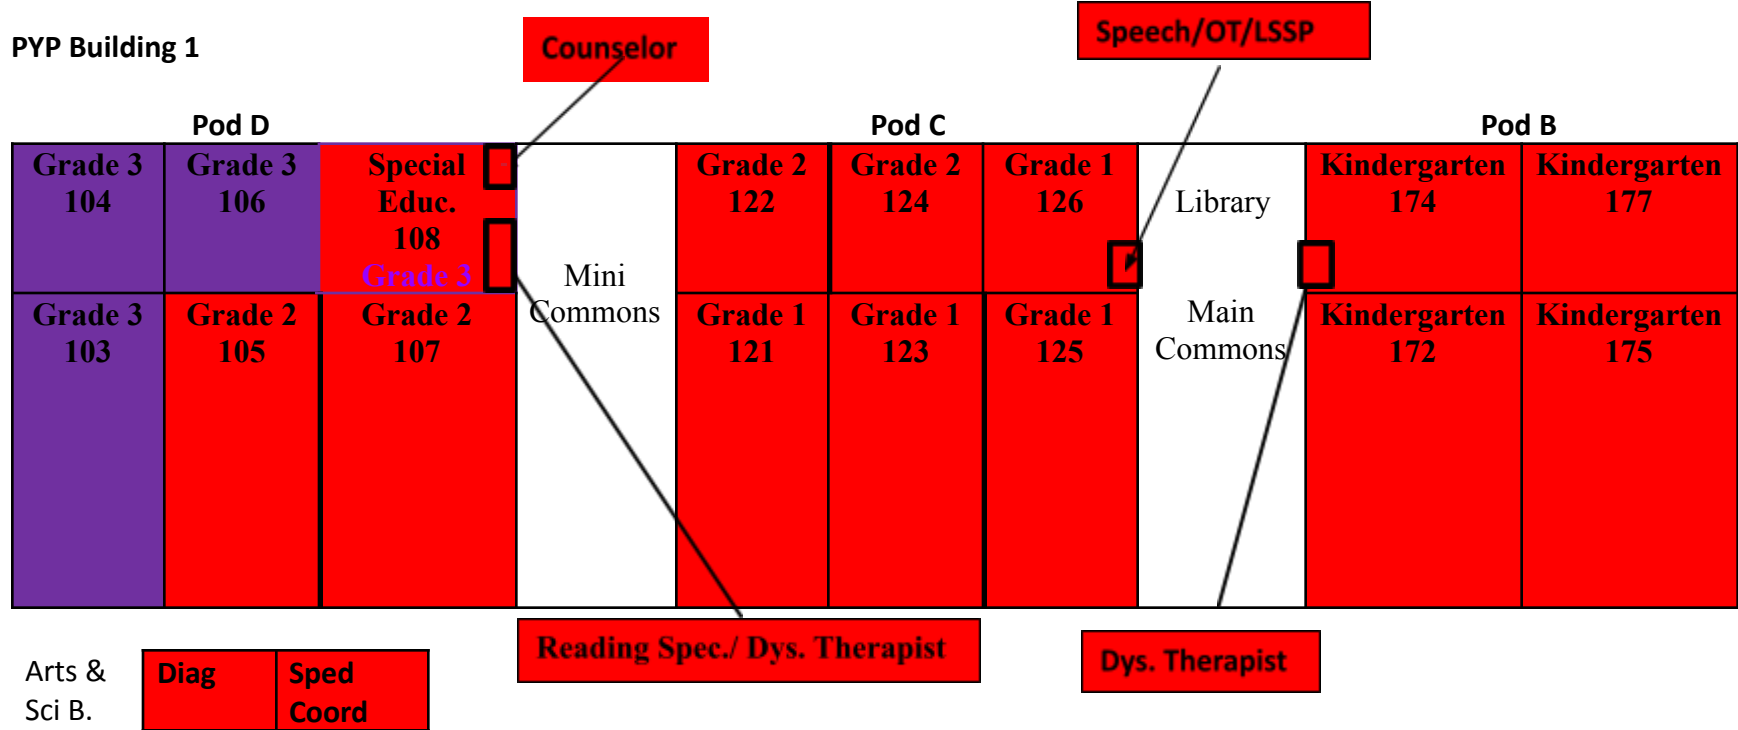 PYP Building 1
Counselor
Speech/OT/LSSP
Pod D
Pod C
Pod B
Grade 3
104
Grade 3
106
Special
Educ.
108
Grade 3
Mini
Commons
Grade 2
122
Grade 2
124
Grade 1
126
Library
Main
Commons
Kindergarten
174
Kindergarten
177
Grade 3
103
Grade 2
105
Grade 2
107
Grade 1
121
Grade 1
123
Grade 1
125
Kindergarten
172
Kindergarten
175
Reading Spec./ Dys. Therapist
Dys. Therapist
Arts &
Sci B.
Diag
Sped
Coord